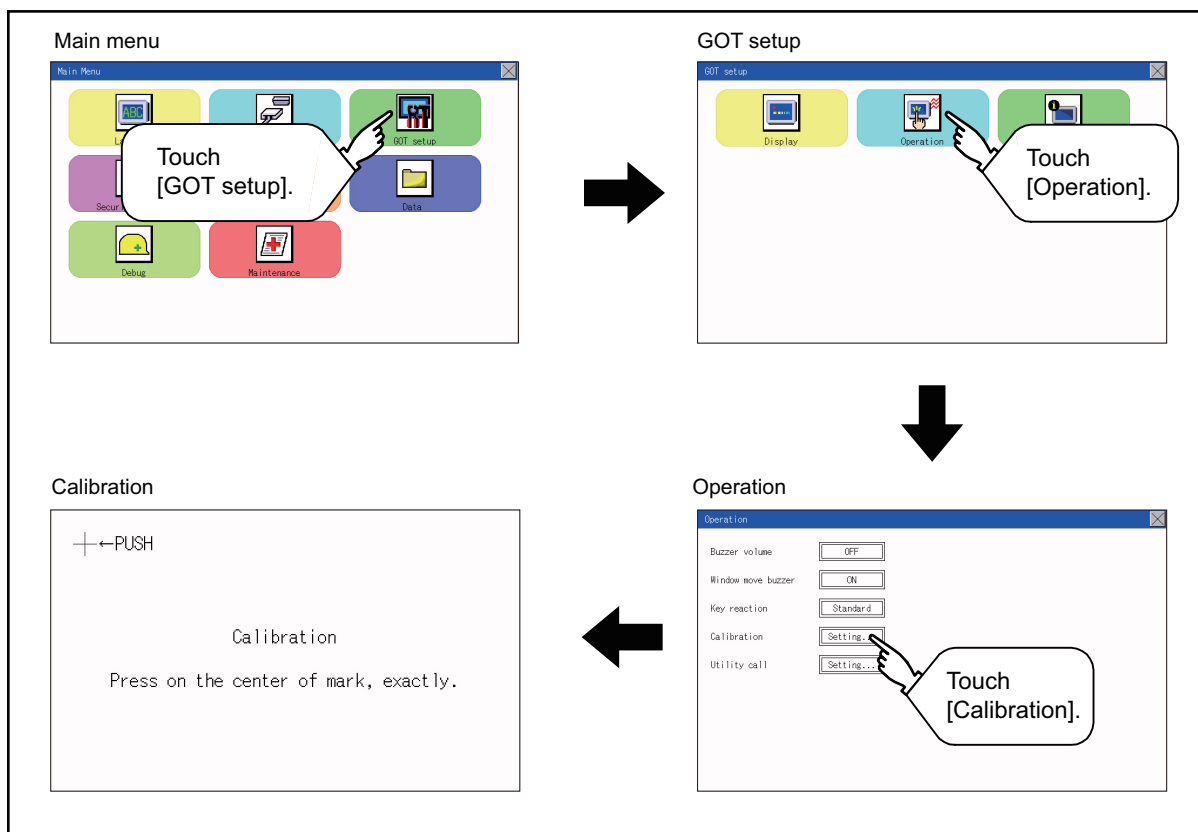 Main menu
Main Menu
GOT setup
Data
Debug
Maintenance
Touch
[GOT setup].
GOT setup
GOT setup
Display
Operation
Touch
[Operation].
Operation
Operation
Buzzer volume
OFF
Window move buzzer
ON
Key reaction
Standard
Calibration
Setting..
Utility call
Setting...
Touch
[Calibration].
Calibration
←PUSH
Calibration
Press on the center of mark, exactly.